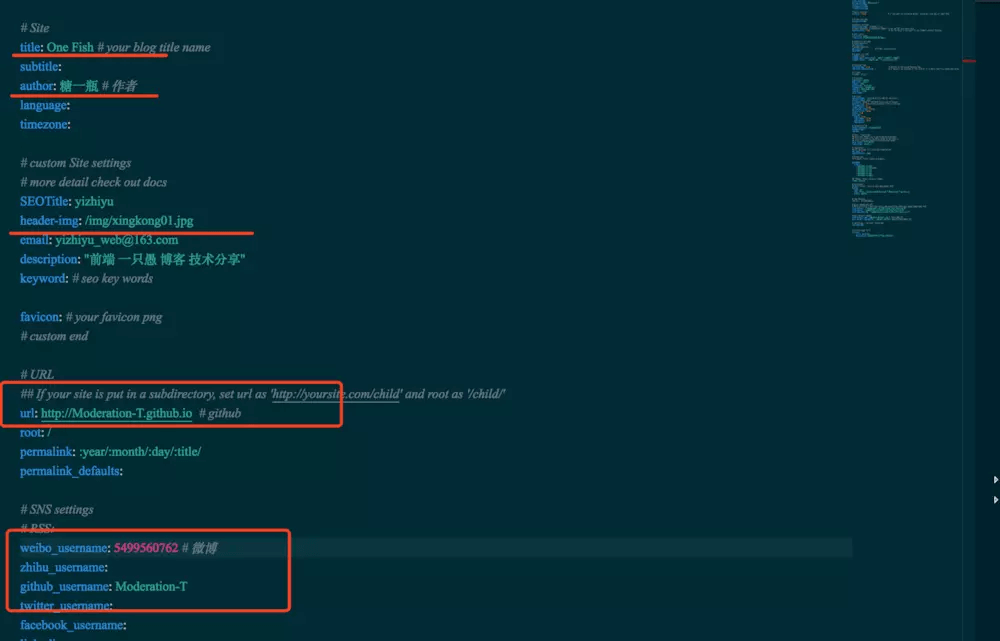 # Site
title: One Fish # your blog title name
subtitle:
author: 糖一瓶 # 作者
language:
timezone:
# custom Site settings
# more detail check out docs
SEOTitle: yizhiyu
header-img: /img/xingkong01.jpg
email: yizhiyu_web@163.com
description: "前端 一只愚 博客 技术分享"
keyword: # seo key words
favicon: # your favicon png
# custom end
# URL
## If your site is put in a subdirectory, set url as 'http://yoursite.com/child' and root as '/child/'
url: http://Moderation-T.github.io # github
root: /
permalink: :year/:month/:day/:title/
permalink_defaults:
# SNS settings
# RSS:
weibo_username: 5499560762 # 微博
zhihu_username:
github_username: Moderation-T
twitter_username:
facebook_username: